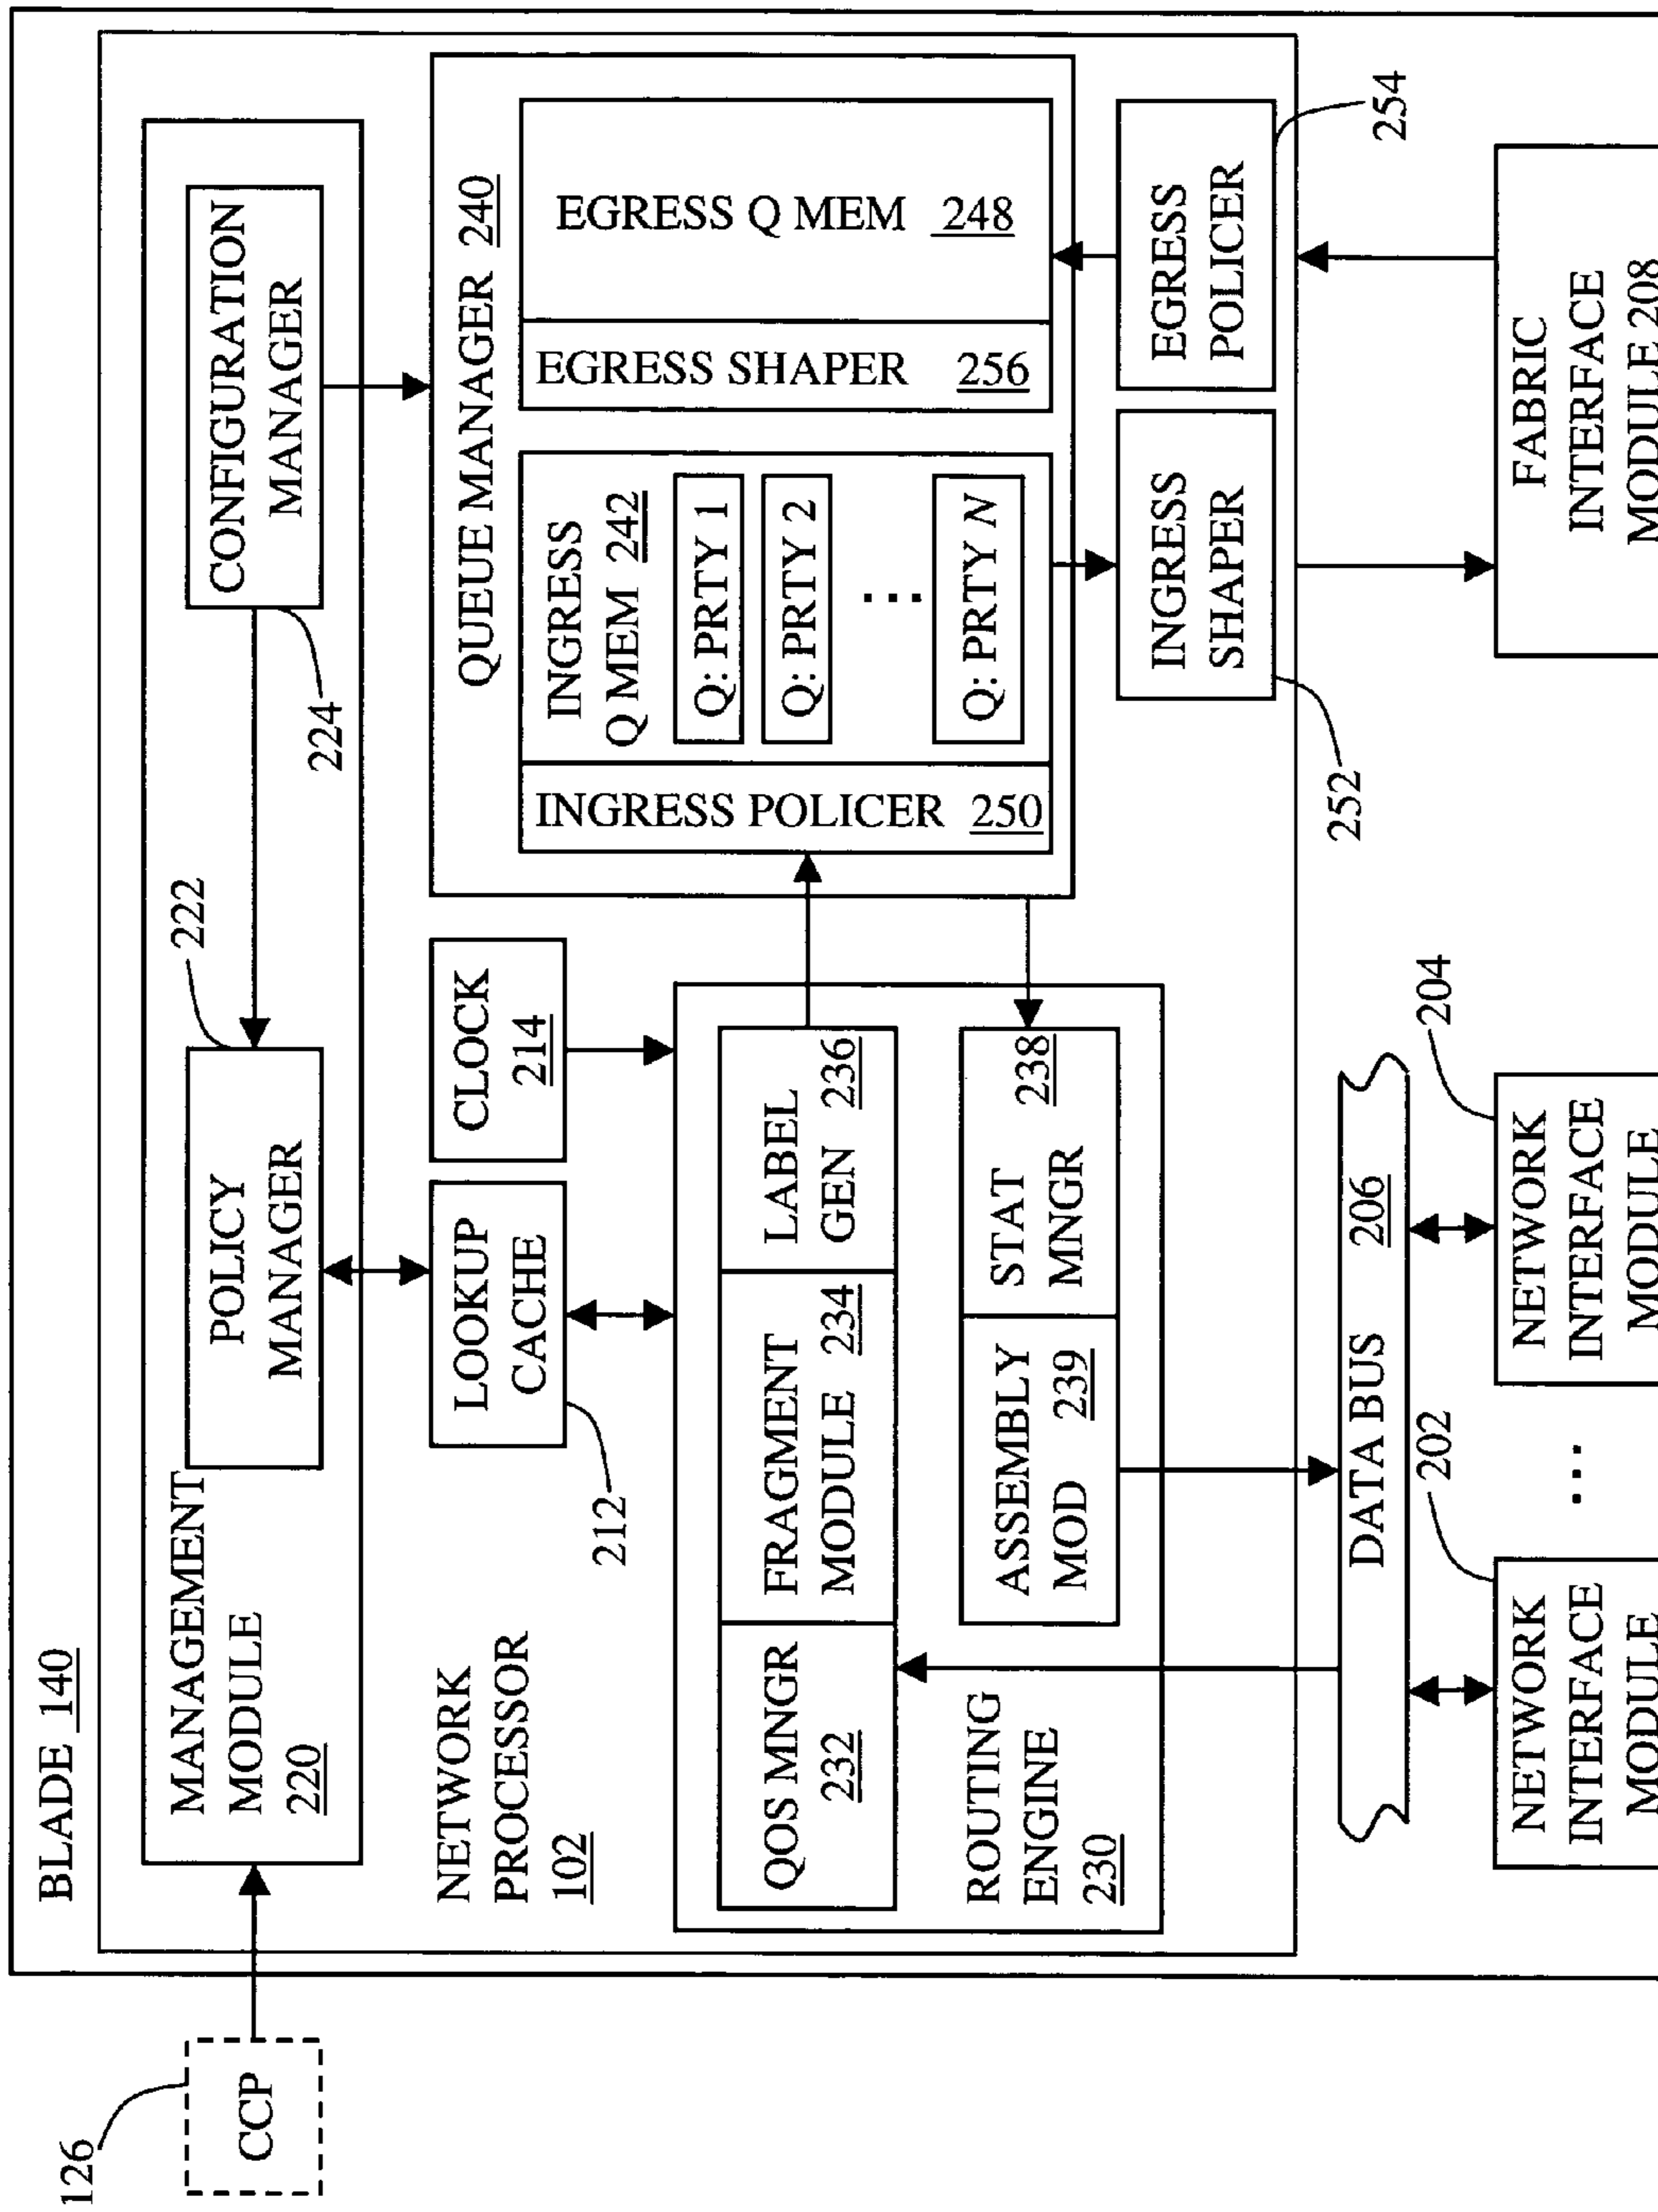 126
CCP
BLADE 140
MANAGEMENT
MODULE
220
POLICY
MANAGER
222
CONFIGURATION
MANAGER
224
NETWORK
PROCESSOR
102
LOOKUP
CACHE
212
CLOCK
214
QUEUE MANAGER 240
INGRESS
Q MEM 242
Q: PRTY 1
Q: PRTY 2
...
Q: PRTY N
INGRESS POLICER 250
EGRESS Q MEM 248
EGRESS SHAPER 256
QOS MNGR
232
FRAGMENT
MODULE 234
LABEL
GEN 236
ROUTING
ENGINE
230
ASSEMBLY
MOD 239
STAT
MNGR 238
INGRESS
SHAPER
252
EGRESS
POLICER
254
DATA BUS 206
202
NETWORK
INTERFACE
MODULE
...
204
NETWORK
INTERFACE
MODULE
FABRIC
INTERFACE
MODULE 208